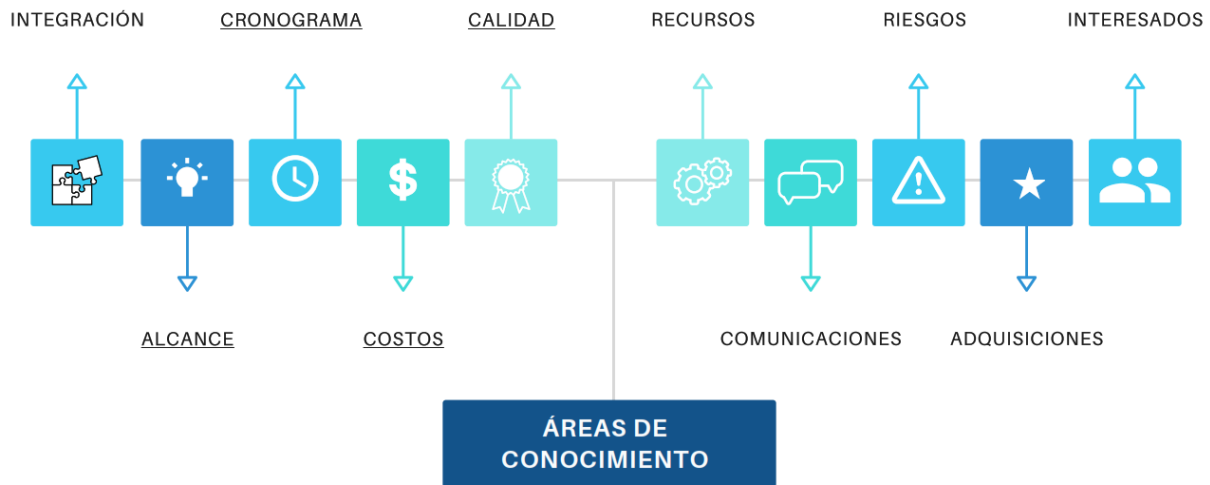 INTEGRACIÓN
CRONOGRAMA
CALIDAD
RECURSOS
RIESGOS
INTERESADOS
$
ALCANCE
COSTOS
COMUNICACIONES
ADQUISICIONES
ÁREAS DE
CONOCIMIENTO